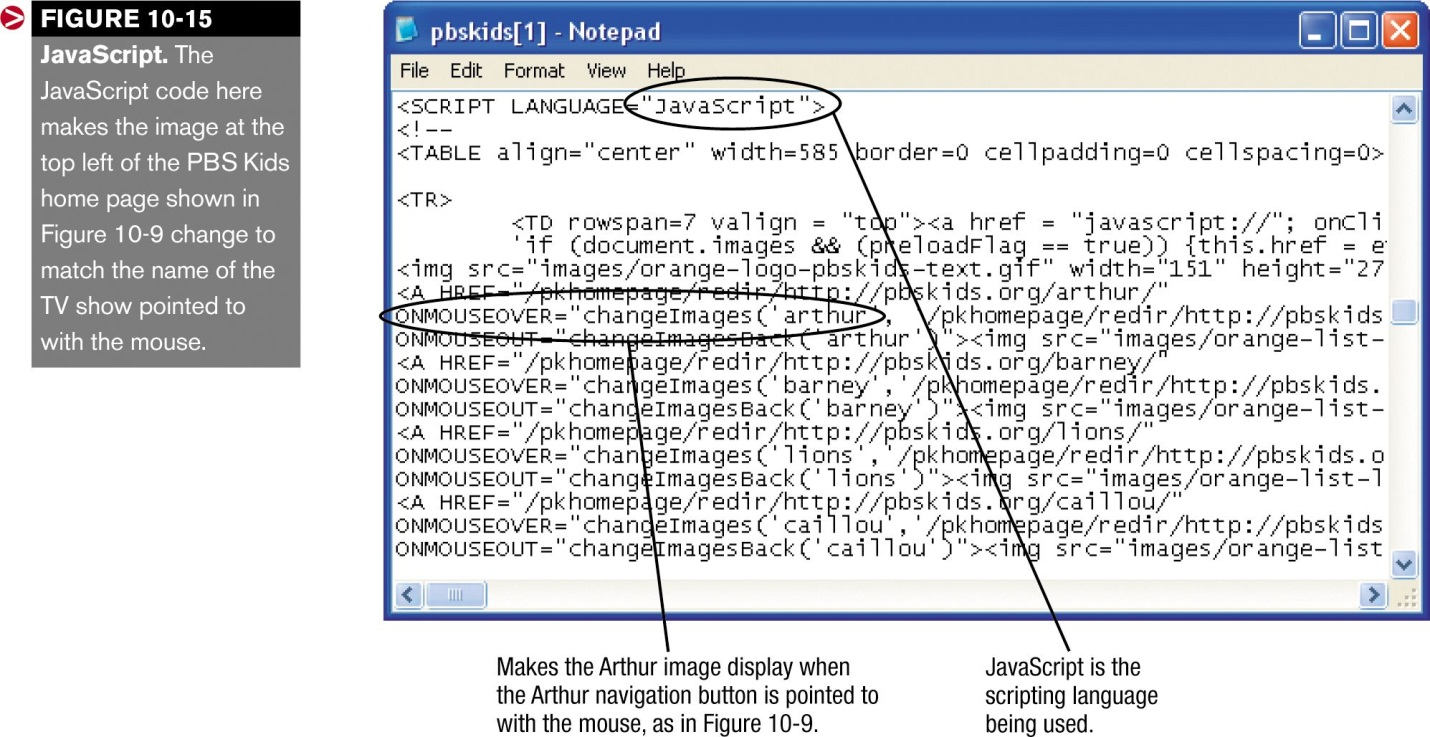 FIGURE 10-15
JavaScript. The
JavaScript code here
makes the image at the
top left of the PBS Kids
home page shown in
Figure 10-9 change to
match the name of the
TV show pointed to
with the mouse.
pbskids[1] - Notepad
File Edit Format View Help
<SCRIPT LANGUAGE="JavaScript">
<!--
<TABLE align="center" width=585 border=0 cellpadding=0 cellspacing=0>
<TR>
<TD rowspan=7 valign = "top"><a href = "javascript://"; onCli
'if (document.images && (preloadFlag == true)) {this.href = e
<img src="images/orange-logo-pbskids-text.gif" width="151" height="27
<A HREF="/pkhomepage/redir/http://pbskids.org/arthur/"
ONMOUSEOVER="changeImages('arthur','/pkhomepage/redir/http://pbskids
ONMOUSEOUT="changeImagesBack('arthur')"><img src="images/orange-list-
<A HREF="/pkhomepage/redir/http://pbskids.org/barney/"
ONMOUSEOVER="changeImages('barney','/pkhomepage/redir/http://pbskids.
ONMOUSEOUT="changeImagesBack('barney')"><img src="images/orange-list-
<A HREF="/pkhomepage/redir/http://pbskids.org/lions/"
ONMOUSEOVER="changeImages('lions','/pkhomepage/redir/http://pbskids.o
ONMOUSEOUT="changeImagesBack('lions')"><img src="images/orange-list-l
<A HREF="/pkhomepage/redir/http://pbskids.org/caillou/"
ONMOUSEOVER="changeImages('caillou','/pkhomepage/redir/http://pbskids
ONMOUSEOUT="changeImagesBack('caillou')"><img src="images/orange-list
Makes the Arthur image display when
the Arthur navigation button is pointed to
with the mouse, as in Figure 10-9.
JavaScript is the
scripting language
being used.